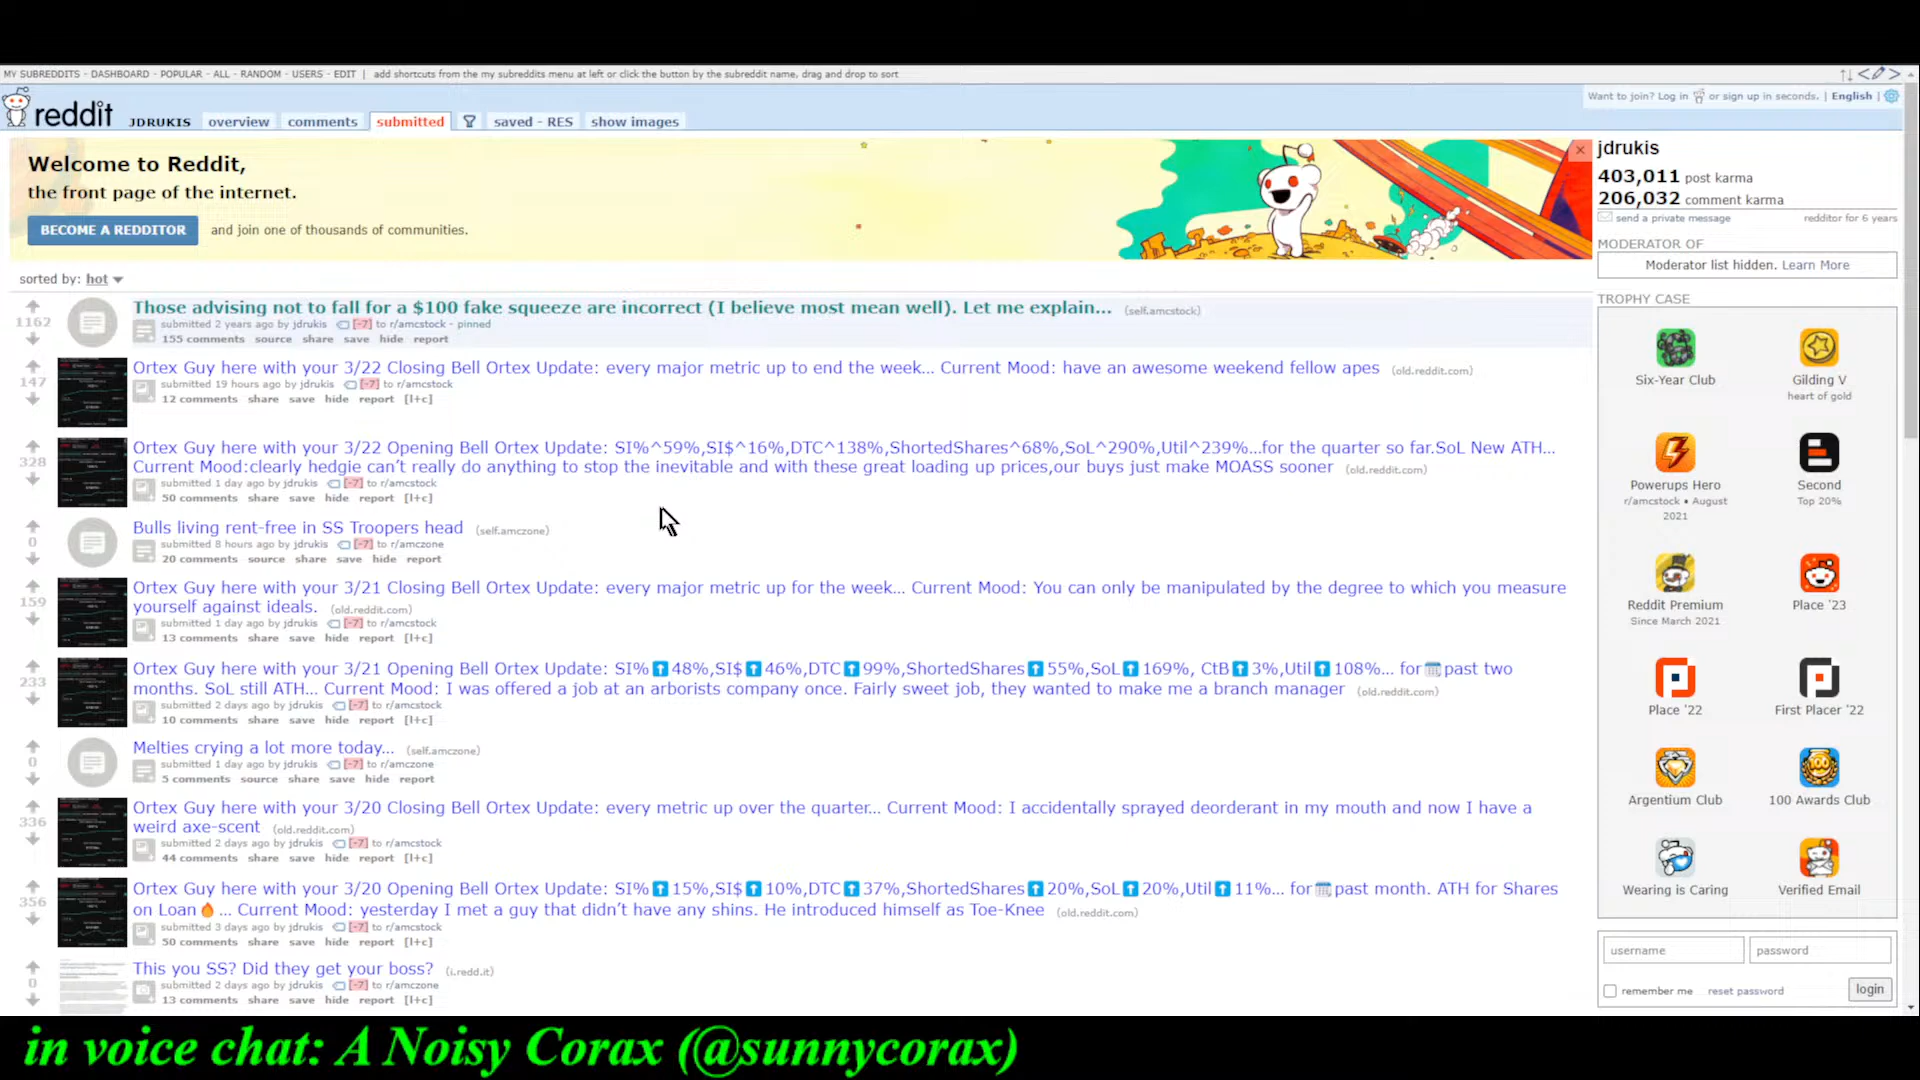 MY SUBREDDITS - DASHBOARD - POPULAR - ALL - RANDOM - USERS - EDIT | add shortcuts from the my subreddits menu at left or click the button by the subreddit name, drag and drop to sort
Want to join? Log in or sign up in seconds. | English |
reddit JDRUKIS overview comments submitted saved - RES show images
Welcome to Reddit,
the front page of the internet.
BECOME A REDDITOR and join one of thousands of communities.
sorted by: hot
1162
Those advising not to fall for a $100 fake squeeze are incorrect (I believe most mean well). Let me explain... (self.amcstock)
submitted 2 years ago by jdrukis [-7] to r/amcstock - pinned
155 comments source share save hide report
147
Ortex Guy here with your 3/22 Closing Bell Ortex Update: every major metric up to end the week... Current Mood: have an awesome weekend fellow apes (old.reddit.com)
submitted 19 hours ago by jdrukis [-7] to r/amcstock
12 comments share save hide report [l+c]
328
Ortex Guy here with your 3/22 Opening Bell Ortex Update: SI%^59%,SI$^16%,DTC^138%,ShortedShares^68%,SoL^290%,Util^239%...for the quarter so far.SoL New ATH...
Current Mood:clearly hedgie can't really do anything to stop the inevitable and with these great loading up prices,our buys just make MOASS sooner (old.reddit.com)
submitted 1 day ago by jdrukis [-7] to r/amcstock
50 comments share save hide report [l+c]
0
Bulls living rent-free in SS Troopers head (self.amczone)
submitted 8 hours ago by jdrukis [-7] to r/amczone
20 comments source share save hide report
159
Ortex Guy here with your 3/21 Closing Bell Ortex Update: every major metric up for the week... Current Mood: You can only be manipulated by the degree to which you measure
yourself against ideals. (old.reddit.com)
submitted 1 day ago by jdrukis [-7] to r/amcstock
13 comments share save hide report [l+c]
233
Ortex Guy here with your 3/21 Opening Bell Ortex Update: SI%⬆48%,SI$⬆46%,DTC⬆99%,ShortedShares⬆55%,SoL⬆169%, CtB⬆3%,Util⬆108%... for🗓past two
months. SoL still ATH... Current Mood: I was offered a job at an arborists company once. Fairly sweet job, they wanted to make me a branch manager (old.reddit.com)
submitted 2 days ago by jdrukis [-7] to r/amcstock
10 comments share save hide report [l+c]
0
Melties crying a lot more today... (self.amczone)
submitted 1 day ago by jdrukis [-7] to r/amczone
5 comments source share save hide report
336
Ortex Guy here with your 3/20 Closing Bell Ortex Update: every metric up over the quarter... Current Mood: I accidentally sprayed deorderant in my mouth and now I have a
weird axe-scent (old.reddit.com)
submitted 2 days ago by jdrukis [-7] to r/amcstock
44 comments share save hide report [l+c]
356
Ortex Guy here with your 3/20 Opening Bell Ortex Update: SI%⬆15%,SI$⬆10%,DTC⬆37%,ShortedShares⬆20%,SoL⬆20%,Util⬆11%... for🗓past month. ATH for Shares
on Loan🔥... Current Mood: yesterday I met a guy that didn't have any shins. He introduced himself as Toe-Knee (old.reddit.com)
submitted 3 days ago by jdrukis [-7] to r/amcstock
50 comments share save hide report [l+c]
0
This you SS? Did they get your boss? (i.redd.it)
submitted 2 days ago by jdrukis [-7] to r/amczone
13 comments share save hide report [l+c]
jdrukis
403,011 post karma
206,032 comment karma
send a private message redditor for 6 years
MODERATOR OF
Moderator list hidden. Learn More
TROPHY CASE
Six-Year Club
Gilding V
heart of gold
Powerups Hero
r/amcstock • August
2021
Second
Top 20%
Reddit Premium
Since March 2021
Place '23
Place '22
First Placer '22
Argentium Club
100 Awards Club
Wearing is Caring
Verified Email
username password
remember me reset password login
in voice chat: A Noisy Corax (@sunnycorax)